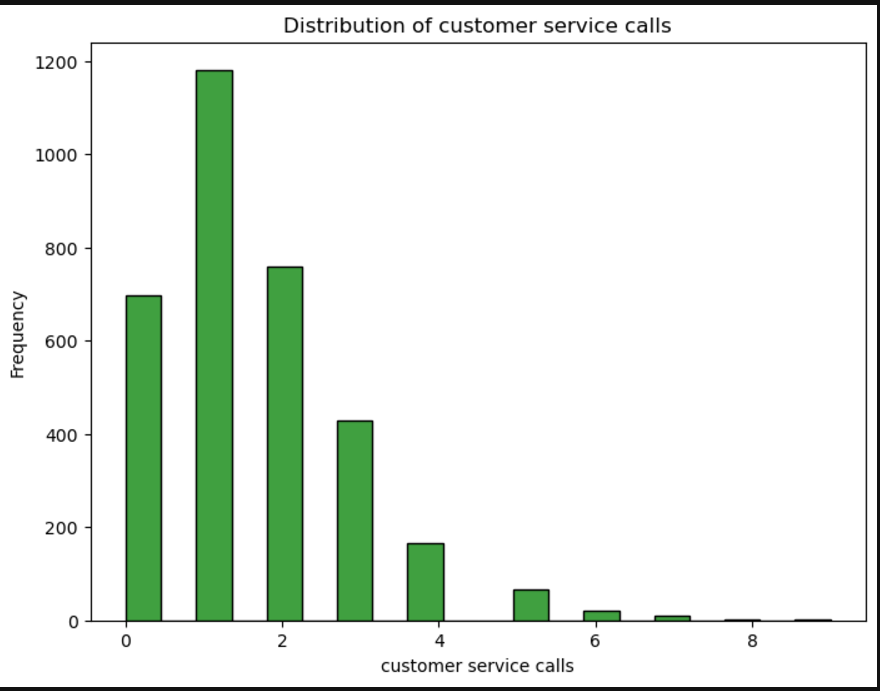 Distribution of customer service calls
1200
1000
800
600
400
200
0
Frequency
0 2 4 6 8
customer service calls